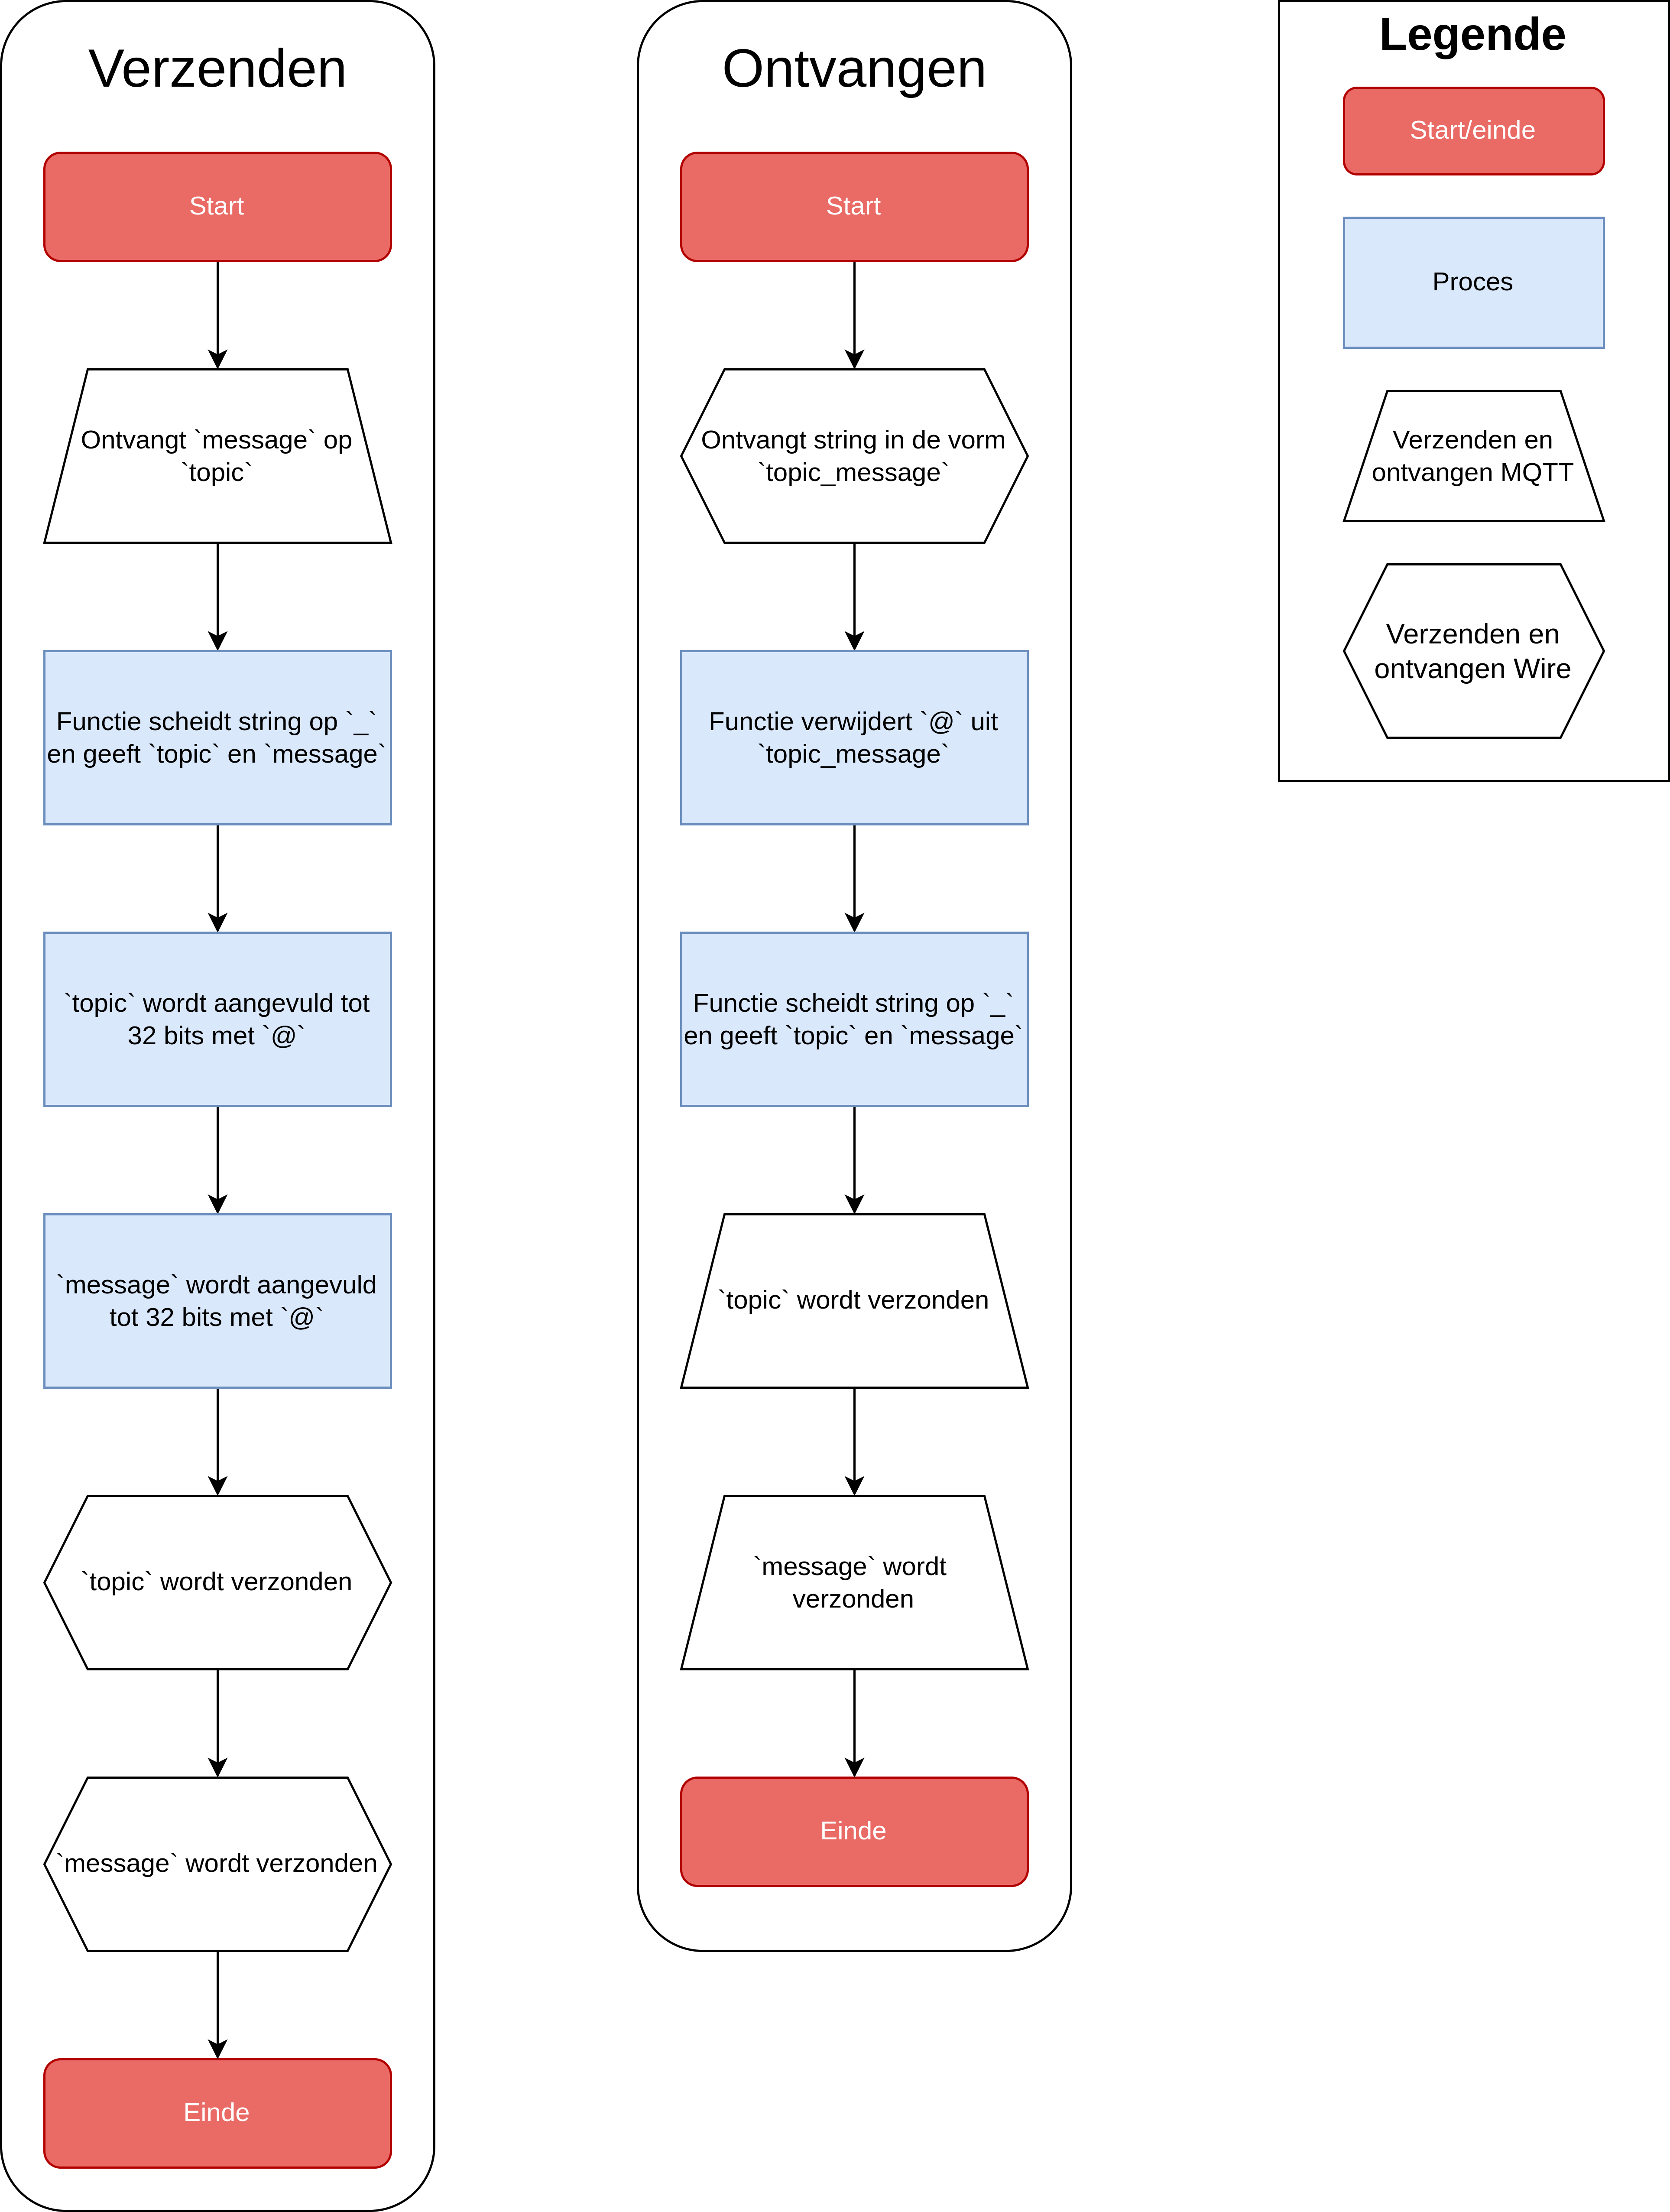 Verzenden
Start
Ontvangt `message` op
`topic`
Functie scheidt string op `_`
en geeft `topic` en `message`
`topic` wordt aangevuld tot
32 bits met `@`
`message` wordt aangevuld
tot 32 bits met `@`
`topic` wordt verzonden
`message` wordt verzonden
Einde
Ontvangen
Start
Ontvangt string in de vorm
`topic_message`
Functie verwijdert `@` uit
`topic_message`
Functie scheidt string op `_`
en geeft `topic` en `message`
`topic` wordt verzonden
`message` wordt
verzonden
Einde
Legende
Start/einde
Proces
Verzenden en
ontvangen MQTT
Verzenden en
ontvangen Wire